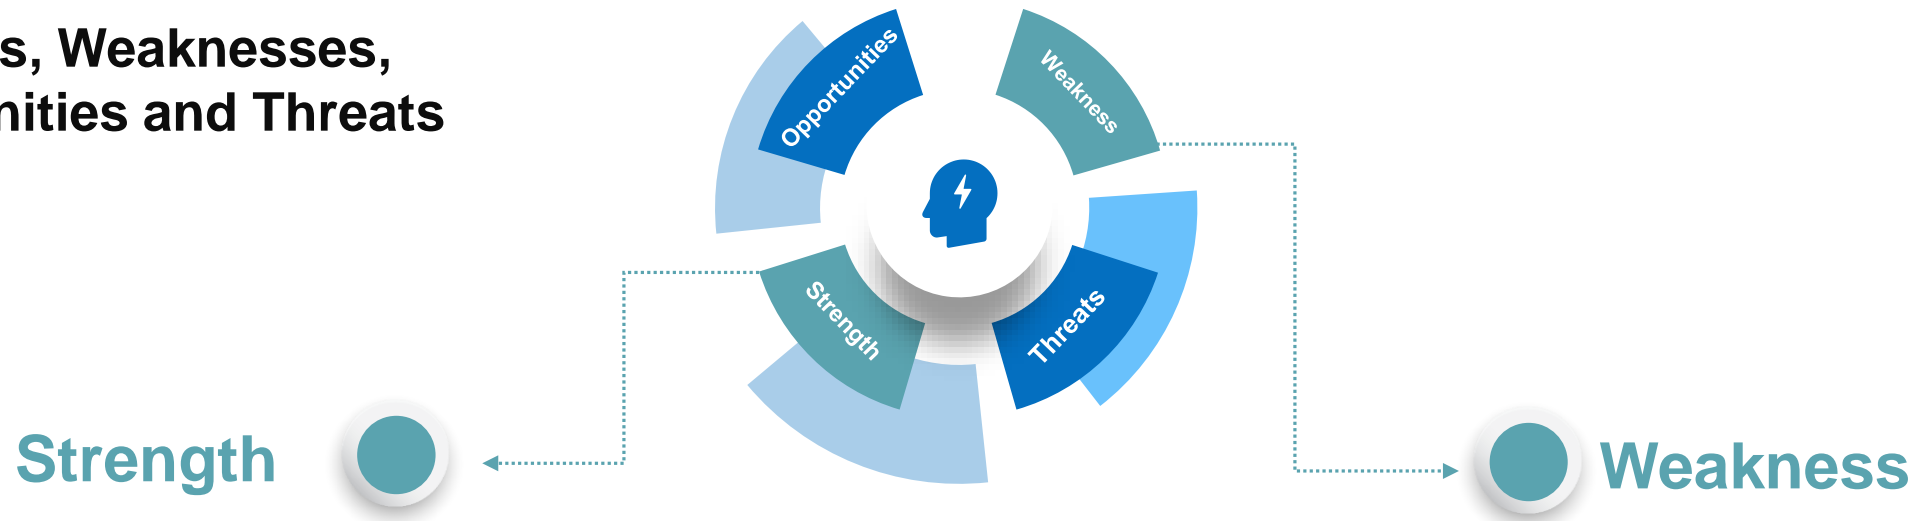 s, Weaknesses,
nities and Threats
Opportunities
Weakness
Strength
Threats
Strength
Weakness